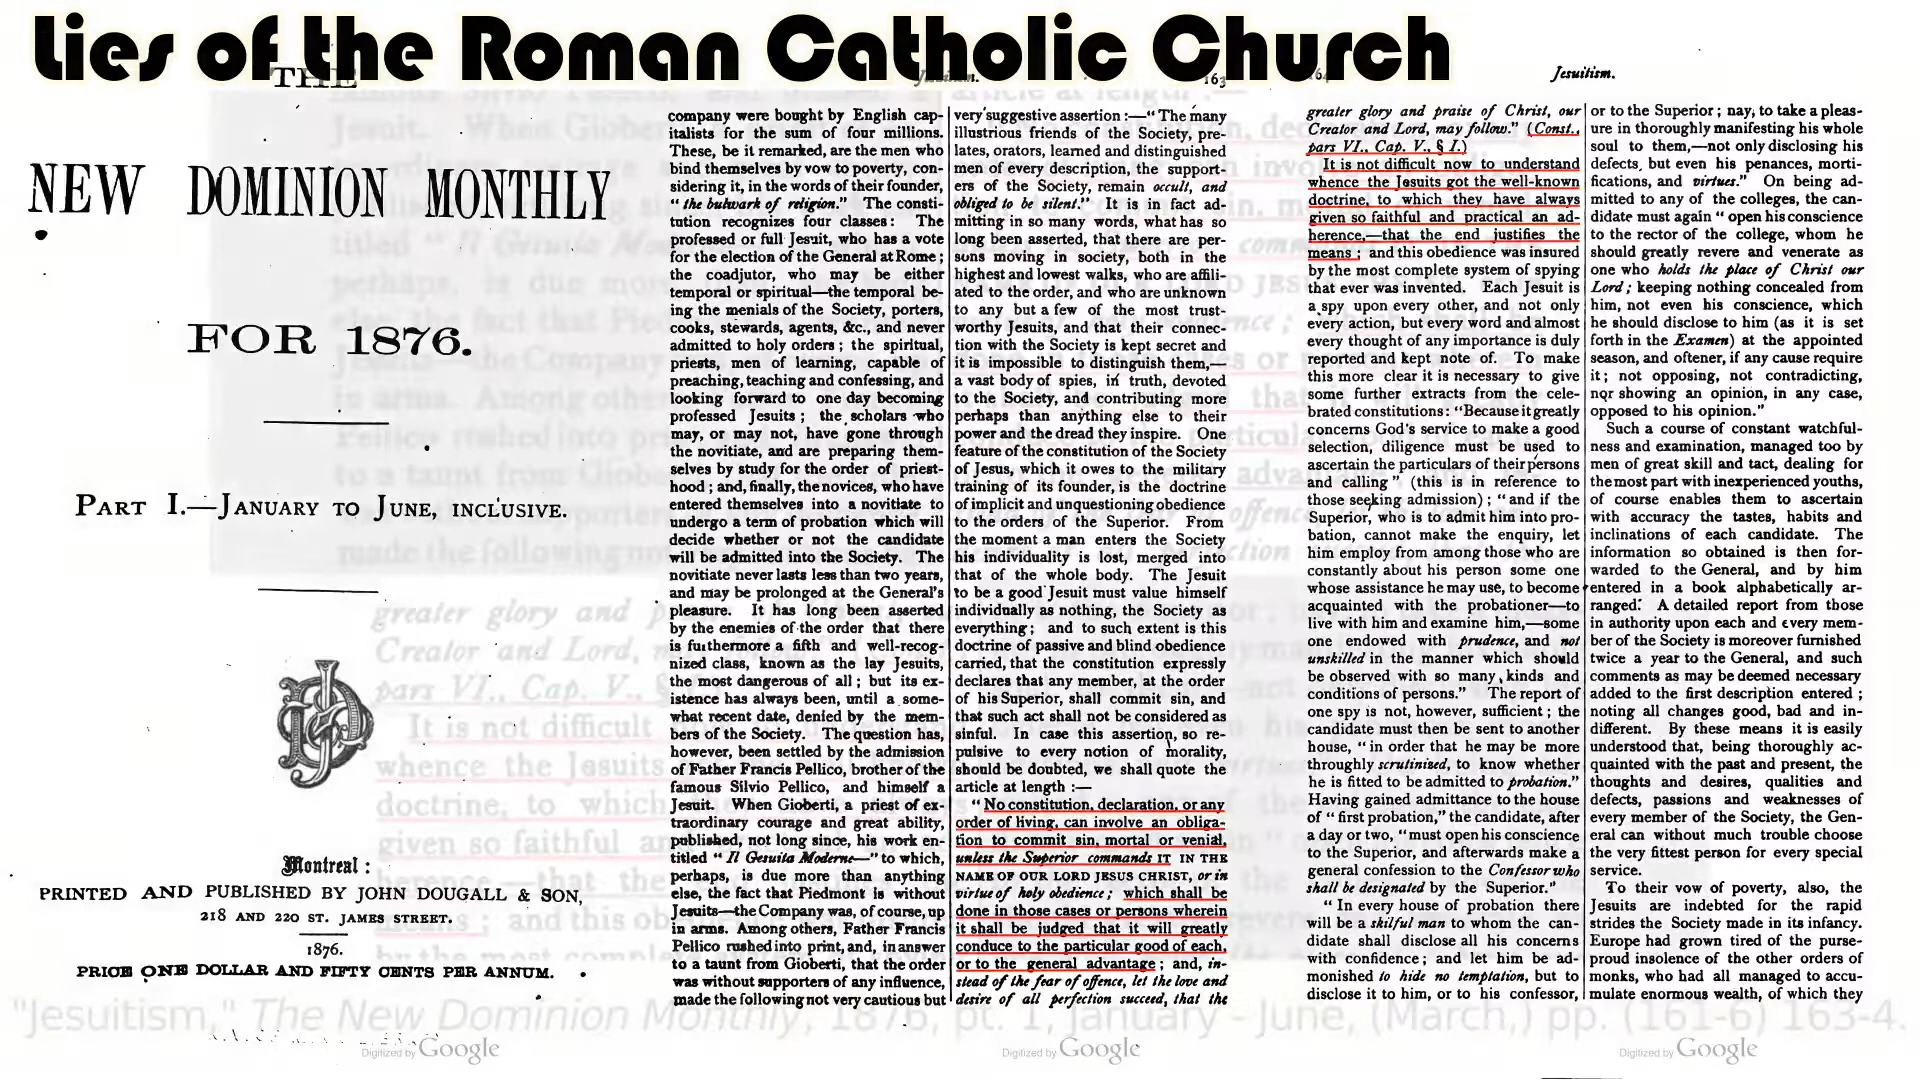 Lies of the Roman Catholic Church
THE
NEW DOMINION MONTHLY
FOR 1876.
PART I.—JANUARY TO JUNE, INCLUSIVE.
Montreal :
PRINTED AND PUBLISHED BY JOHN DOUGALL & SON,
218 AND 220 ST. JAMES STREET.
1876.
PRICE ONE DOLLAR AND FIFTY CENTS PER ANNUM.
Digitized by Google
163
company were bought by English cap-
italists for the sum of four millions.
These, be it remarked, are the men who
bind themselves by vow to poverty, con-
sidering it, in the words of their founder,
“ the bulwark of religion.” The consti-
tution recognizes four classes: The
professed or full Jesuit, who has a vote
for the election of the General at Rome ;
the coadjutor, who may be either
temporal or spiritual—the temporal be-
ing the menials of the Society, porters,
cooks, stewards, agents, &c., and never
admitted to holy orders ; the spiritual,
priests, men of learning, capable of
preaching, teaching and confessing, and
looking forward to one day becoming
professed Jesuits ; the scholars who
may, or may not, have gone through
the novitiate, and are preparing them-
selves by study for the order of priest-
hood ; and, finally, the novices, who have
entered themselves into a novitiate to
undergo a term of probation which will
decide whether or not the candidate
will be admitted into the Society. The
novitiate never lasts less than two years,
and may be prolonged at the General's
pleasure. It has long been asserted
by the enemies of the order that there
is furthermore a fifth and well-recog-
nized class, known as the lay Jesuits,
the most dangerous of all ; but its ex-
istence has always been, until a some-
what recent date, denied by the mem-
bers of the Society. The question has,
however, been settled by the admission
of Father Francis Pellico, brother of the
famous Silvio Pellico, and himself a
Jesuit. When Gioberti, a priest of ex-
traordinary courage and great ability,
published, not long since, his work en-
titled “ Il Gesuita Moderne—” to which,
perhaps, is due more than anything
else, the fact that Piedmont is without
Jesuits—the Company was, of course, up
in arms. Among others, Father Francis
Pellico rushed into print, and, in answer
to a taunt from Gioberti, that the order
was without supporters of any influence,
made the following not very cautious but
very suggestive assertion :—“ The many
illustrious friends of the Society, pre-
lates, orators, learned and distinguished
men of every description, the support-
ers of the Society, remain occult, and
obliged to be silent.” It is in fact ad-
mitting in so many words, what has so
long been asserted, that there are per-
sons moving in society, both in the
highest and lowest walks, who are affili-
ated to the order, and who are unknown
to any but a few of the most trust-
worthy Jesuits, and that their connec-
tion with the Society is kept secret and
it is impossible to distinguish them,—
a vast body of spies, in truth, devoted
to the Society, and contributing more
perhaps than anything else to their
power and the dread they inspire. One
feature of the constitution of the Society
of Jesus, which it owes to the military
training of its founder, is the doctrine
of implicit and unquestioning obedience
to the orders of the Superior. From
the moment a man enters the Society
his individuality is lost, merged into
that of the whole body. The Jesuit
to be a good Jesuit must value himself
individually as nothing, the Society as
everything ; and to such extent is this
doctrine of passive and blind obedience
carried, that the constitution expressly
declares that any member, at the order
of his Superior, shall commit sin, and
that such act shall not be considered as
sinful. In case this assertion, so re-
pulsive to every notion of morality,
should be doubted, we shall quote the
article at length :—
“ No constitution, declaration, or any
order of living, can involve an obliga-
tion to commit sin, mortal or venial,
unless the Superior commands IT IN THE
NAME OF OUR LORD JESUS CHRIST, or in
virtue of holy obedience ; which shall be
done in those cases or persons wherein
it shall be judged that it will greatly
conduce to the particular good of each,
or to the general advantage ; and, in-
stead of the fear of offence, let the love and
desire of all perfection succeed, that the
Digitized by Google
164
Jesuitism.
greater glory and praise of Christ, our
Creator and Lord, may follow.” (Const.,
pars VI., Cap. V., § I.)
It is not difficult now to understand
whence the Jesuits got the well-known
doctrine, to which they have always
given so faithful and practical an ad-
herence,—that the end justifies the
means ; and this obedience was insured
by the most complete system of spying
that ever was invented. Each Jesuit is
a spy upon every other, and not only
every action, but every word and almost
every thought of any importance is duly
reported and kept note of. To make
this more clear it is necessary to give
some further extracts from the cele-
brated constitutions: “Because it greatly
concerns God's service to make a good
selection, diligence must be used to
ascertain the particulars of their persons
and calling ” (this is in reference to
those seeking admission) ; “ and if the
Superior, who is to admit him into pro-
bation, cannot make the enquiry, let
him employ from among those who are
constantly about his person some one
whose assistance he may use, to become
acquainted with the probationer—to
live with him and examine him,—some
one endowed with prudence, and not
unskilled in the manner which should
be observed with so many kinds and
conditions of persons.” The report of
one spy is not, however, sufficient ; the
candidate must then be sent to another
house, “ in order that he may be more
throughly scrutinized, to know whether
he is fitted to be admitted to probation.”
Having gained admittance to the house
of “ first probation,” the candidate, after
a day or two, “must open his conscience
to the Superior, and afterwards make a
general confession to the Confessor who
shall be designated by the Superior.”
“ In every house of probation there
will be a skilful man to whom the can-
didate shall disclose all his concerns
with confidence ; and let him be ad-
monished to hide no temptation, but to
disclose it to him, or to his confessor,
or to the Superior ; nay, to take a pleas-
ure in thoroughly manifesting his whole
soul to them,—not only disclosing his
defects, but even his penances, morti-
fications, and virtues.” On being ad-
mitted to any of the colleges, the can-
didate must again “ open his conscience
to the rector of the college, whom he
should greatly revere and venerate as
one who holds the place of Christ our
Lord ; keeping nothing concealed from
him, not even his conscience, which
he should disclose to him (as it is set
forth in the Examen) at the appointed
season, and oftener, if any cause require
it ; not opposing, not contradicting,
nor showing an opinion, in any case,
opposed to his opinion.”
Such a course of constant watchful-
ness and examination, managed too by
men of great skill and tact, dealing for
the most part with inexperienced youths,
of course enables them to ascertain
with accuracy the tastes, habits and
inclinations of each candidate. The
information so obtained is then for-
warded to the General, and by him
entered in a book alphabetically ar-
ranged. A detailed report from those
in authority upon each and every mem-
ber of the Society is moreover furnished
twice a year to the General, and such
comments as may be deemed necessary
added to the first description entered ;
noting all changes good, bad and in-
different. By these means it is easily
understood that, being thoroughly ac-
quainted with the past and present, the
thoughts and desires, qualities and
defects, passions and weaknesses of
every member of the Society, the Gen-
eral can without much trouble choose
the very fittest person for every special
service.
To their vow of poverty, also, the
Jesuits are indebted for the rapid
strides the Society made in its infancy.
Europe had grown tired of the purse-
proud insolence of the other orders of
monks, who had all managed to accu-
mulate enormous wealth, of which they
Digitized by Google
"Jesuitism," The New Dominion Monthly, 1876, pt. 1, January - June, (March,) pp. (161-6) 163-4.